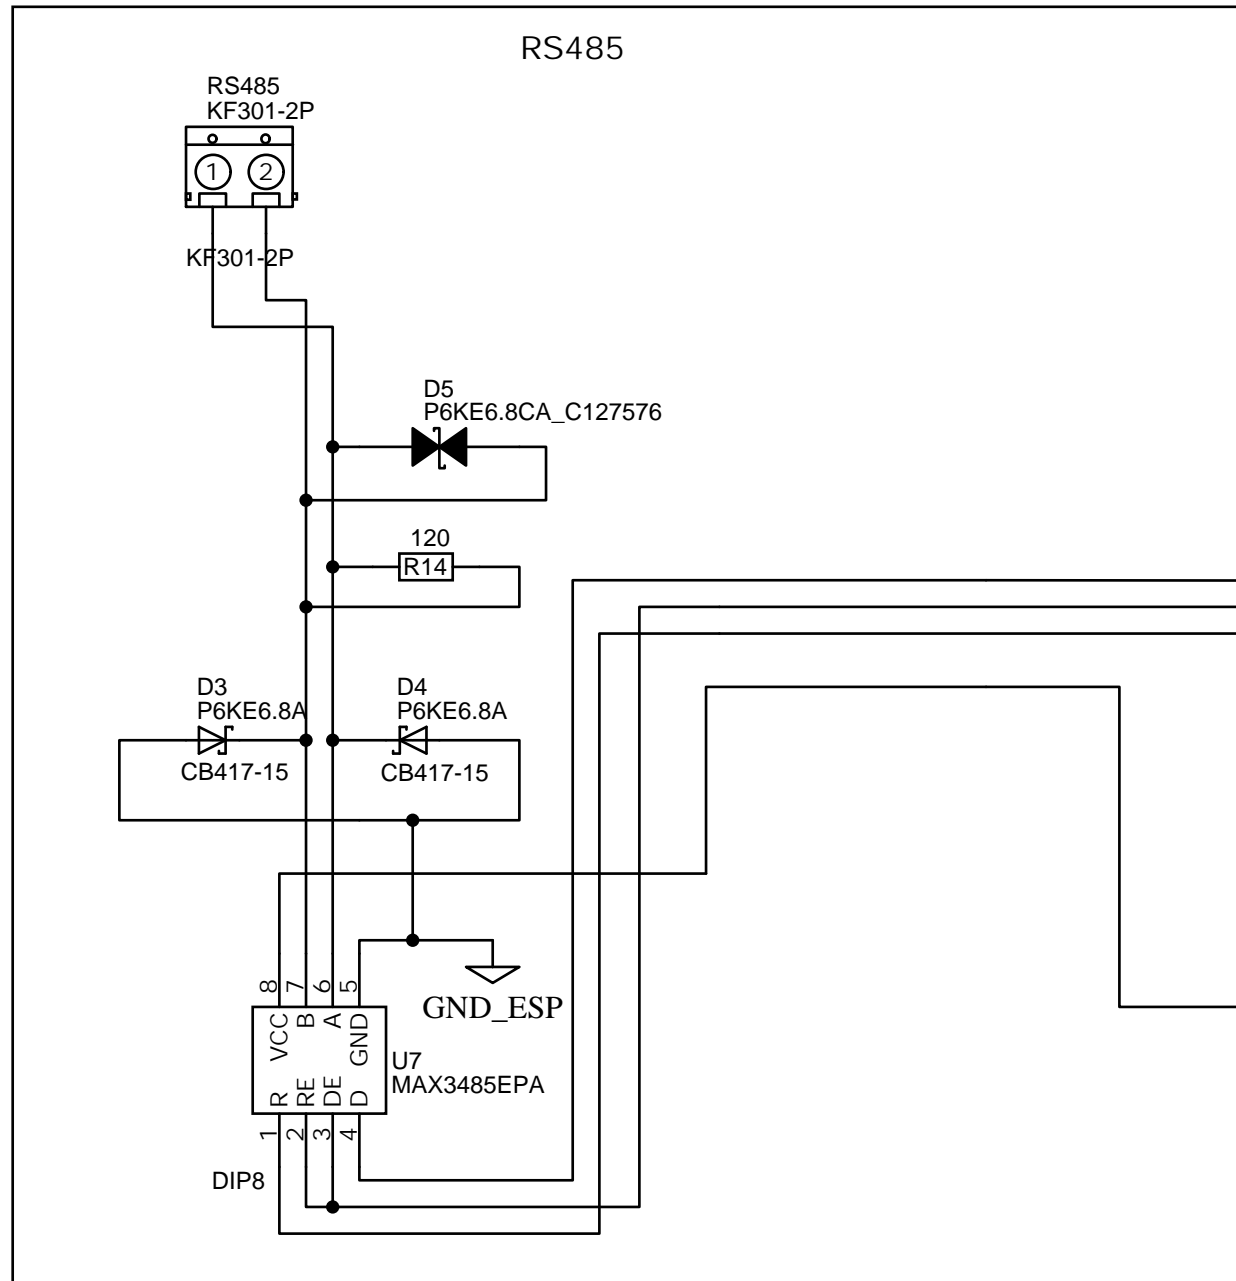 RS485
RS485
KF301-2P
1 2
KF301-2P
D5
P6KE6.8CA_C127576
120
R14
D3
P6KE6.8A
CB417-15
D4
P6KE6.8A
CB417-15
GND_ESP
8 7 6 5
VCC B A GND
R RE DE D
1 2 3 4
U7
MAX3485EPA
DIP8